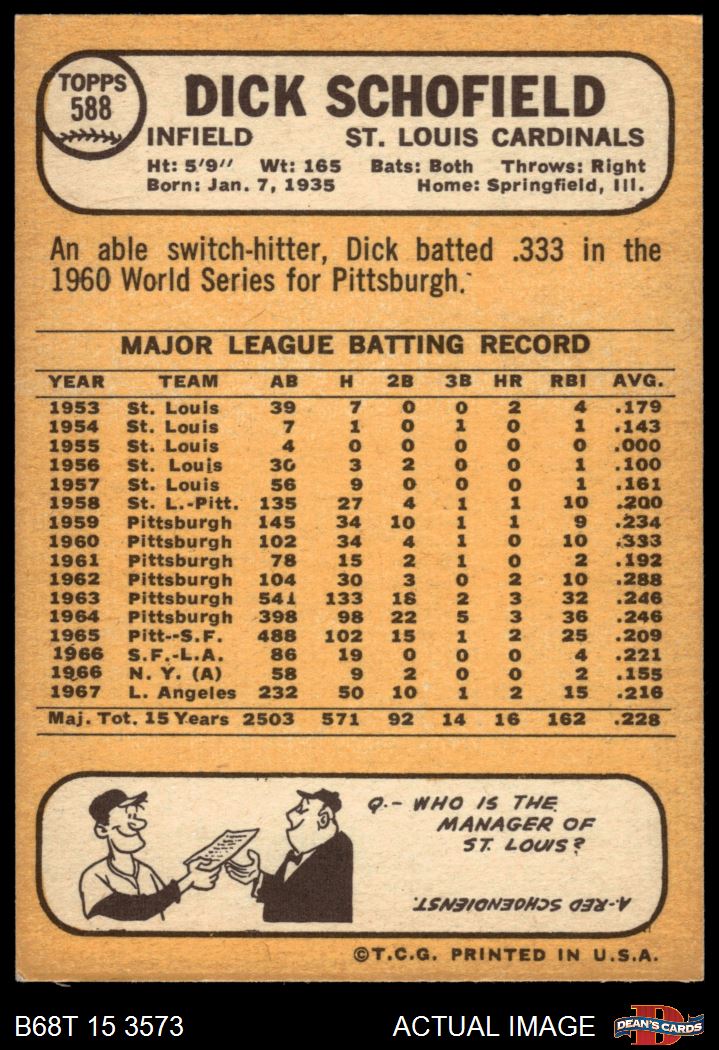 TOPPS
588
DICK SCHOFIELD
INFIELD ST. LOUIS CARDINALS
Ht: 5'9" Wt: 165 Bats: Both Throws: Right
Born: Jan. 7, 1935 Home: Springfield, Ill.
An able switch-hitter, Dick batted .333 in the
1960 World Series for Pittsburgh.
MAJOR LEAGUE BATTING RECORD
YEAR TEAM AB H 2B 3B HR RBI AVG.
1953 St. Louis 39 7 0 0 2 4 .179
1954 St. Louis 7 1 0 1 0 1 .143
1955 St. Louis 4 0 0 0 0 0 .000
1956 St. Louis 30 3 2 0 0 1 .100
1957 St. Louis 56 9 0 0 0 1 .161
1958 St. L.-Pitt. 135 27 4 1 1 10 .200
1959 Pittsburgh 145 34 10 1 1 9 .234
1960 Pittsburgh 102 34 4 1 0 10 .333
1961 Pittsburgh 78 15 2 1 0 2 .192
1962 Pittsburgh 104 30 3 0 2 10 .288
1963 Pittsburgh 541 133 18 2 3 32 .246
1964 Pittsburgh 398 98 22 5 3 36 .246
1965 Pitt--S.F. 488 102 15 1 2 25 .209
1966 S.F.-L.A. 86 19 0 0 0 4 .221
1966 N. Y. (A) 58 9 2 0 0 2 .155
1967 L. Angeles 232 50 10 1 2 15 .216
Maj. Tot. 15 Years 2503 571 92 14 16 162 .228
Q.- WHO IS THE
MANAGER OF
ST. LOUIS?
A-RED SCHOENDIENST.
©T.C.G. PRINTED IN U.S.A.
B68T 15 3573 ACTUAL IMAGE DEAN'S CARDS